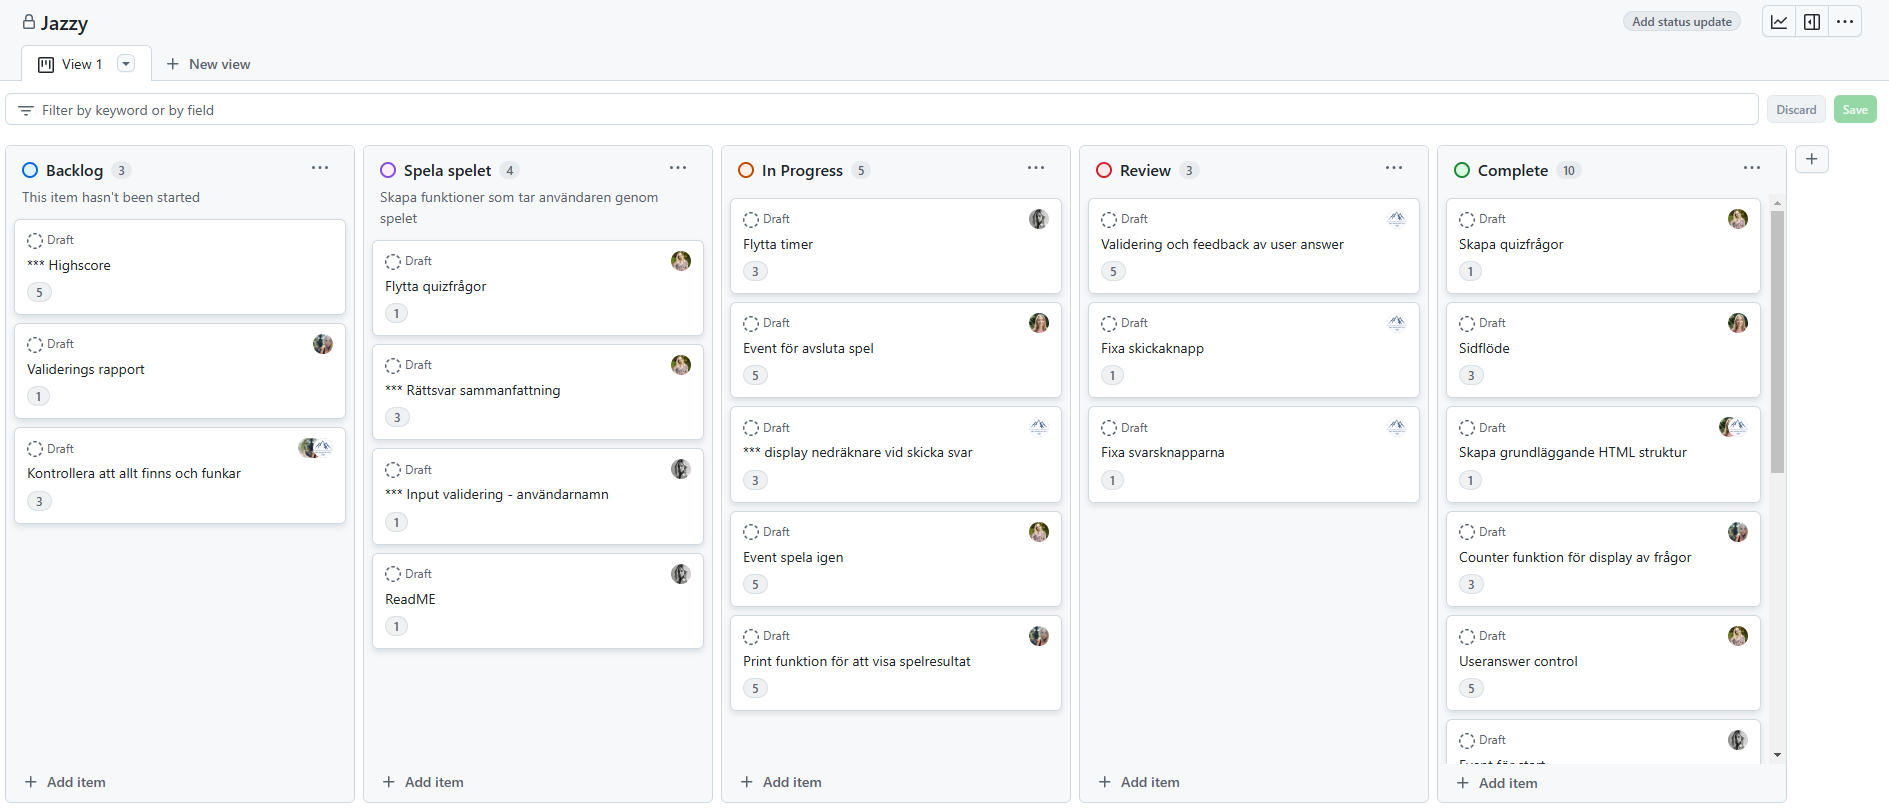 Jazzy
Add status update
View 1
New view
Filter by keyword or by field
Discard
Save
Backlog 3
This item hasn't been started
Draft
*** Highscore
5
Draft
Validerings rapport
1
Draft
Kontrollera att allt finns och funkar
3
Add item
Spela spelet 4
Skapa funktioner som tar användaren genom
spelet
Draft
Flytta quizfrågor
1
Draft
*** Rättsvar sammanfattning
3
Draft
*** Input validering - användarnamn
1
Draft
ReadME
1
Add item
In Progress 5
Draft
Flytta timer
3
Draft
Event för avsluta spel
5
Draft
*** display nedräknare vid skicka svar
3
Draft
Event spela igen
5
Draft
Print funktion för att visa spelresultat
5
Add item
Review 3
Draft
Validering och feedback av user answer
5
Draft
Fixa skickaknapp
1
Draft
Fixa svarsknapparna
1
Add item
Complete 10
Draft
Skapa quizfrågor
1
Draft
Sidflöde
3
Draft
Skapa grundläggande HTML struktur
1
Draft
Counter funktion för display av frågor
3
Draft
Useranswer control
5
Draft
Event för start
Add item